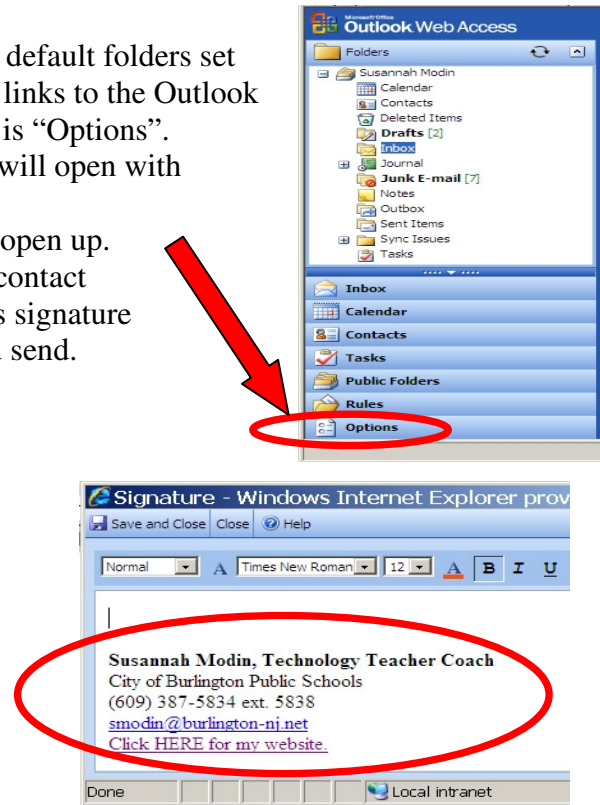 default folders set
links to the Outlook
is “Options”.
will open with
open up.
contact
s signature
send.
Microsoft Office
Outlook Web Access
Folders
Susannah Modin
Calendar
Contacts
Deleted Items
Drafts [2]
Inbox
Journal
Junk E-mail [7]
Notes
Outbox
Sent Items
Sync Issues
Tasks
Inbox
Calendar
Contacts
Tasks
Public Folders
Rules
Options
Signature - Windows Internet Explorer prov
Save and Close Close Help
Normal A Times New Roman 12 A B I U
Susannah Modin, Technology Teacher Coach
City of Burlington Public Schools
(609) 387-5834 ext. 5838
smodin@burlington-nj.net
Click HERE for my website.
Done Local intranet